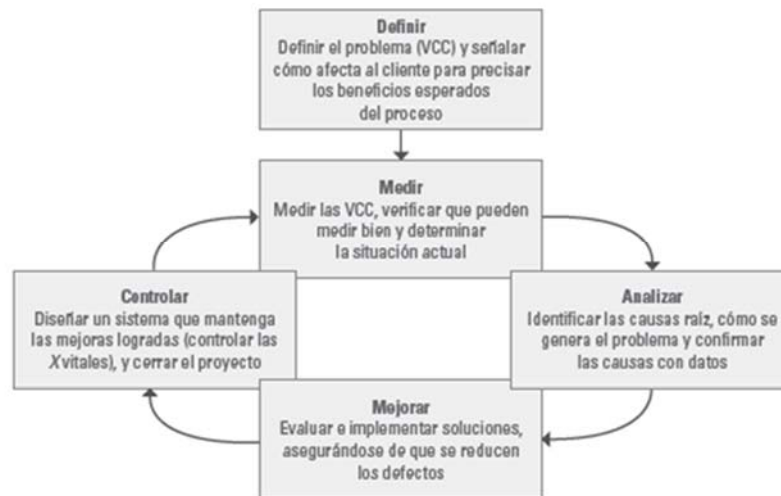 Definir
Definir el problema (VCC) y señalar
cómo afecta al cliente para precisar
los beneficios esperados
del proceso
Medir
Medir las VCC, verificar que pueden
medir bien y determinar
la situación actual
Controlar
Diseñar un sistema que mantenga
las mejoras logradas (controlar las
X vitales), y cerrar el proyecto
Analizar
Identificar las causas raíz, cómo se
genera el problema y confirmar
las causas con datos
Mejorar
Evaluar e implementar soluciones,
asegurándose de que se reducen
los defectos